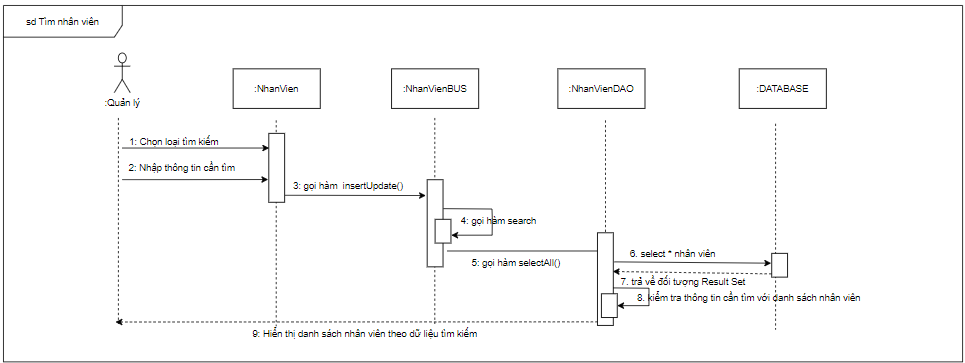 sd Tìm nhân viên
:Quản lý
:NhanVien
:NhanVienBUS
:NhanVienDAO
:DATABASE
1: Chọn loại tìm kiếm
2: Nhập thông tin cần tìm
3: gọi hàm insertUpdate()
4: gọi hàm search
5: gọi hàm selectAll()
6. select * nhân viên
7. trả về đối tượng Result Set
8. kiểm tra thông tin cần tìm với danh sách nhân viên
9: Hiển thị danh sách nhân viên theo dữ liệu tìm kiếm